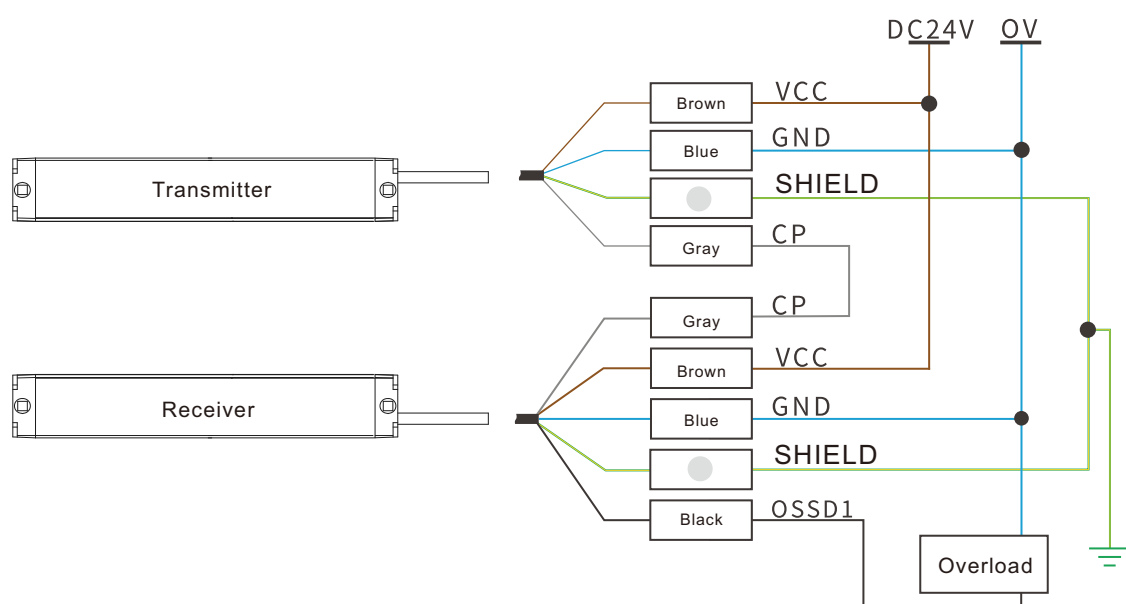 DC24V 0V
Brown VCC
Blue GND
Transmitter
SHIELD
Gray CP
Gray CP
Brown VCC
Receiver
Blue GND
SHIELD
Black OSSD1
Overload